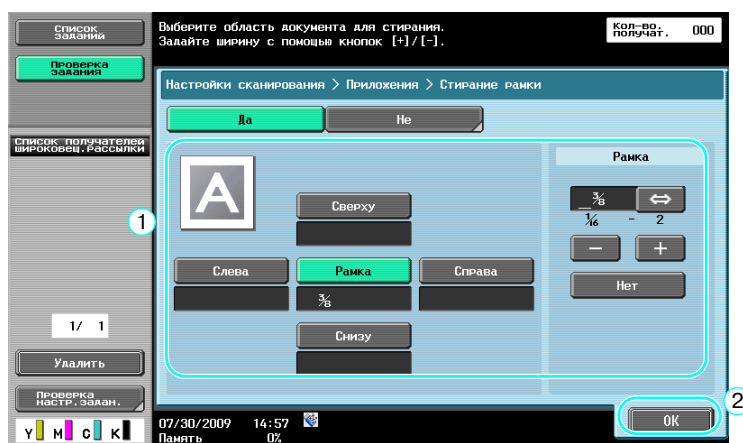 Список
заданий
Выберите область документа для стирания.
Задайте ширину с помощью кнопок [+]/[-].
Кол-во.
получат.
000
Проверка
задания
Настройки сканирования > Приложения > Стирание рамки
Да
Не
Список получателей
широковещ.рассылки
Рамка
A
Сверху
⅜
1/16 - 2
1
− +
Слева
Рамка
Справа
Нет
⅜
1/ 1
Снизу
Удалить
Проверка
настр.задан.
2
OK
Y M C K
07/30/2009 14:57
Память 0%